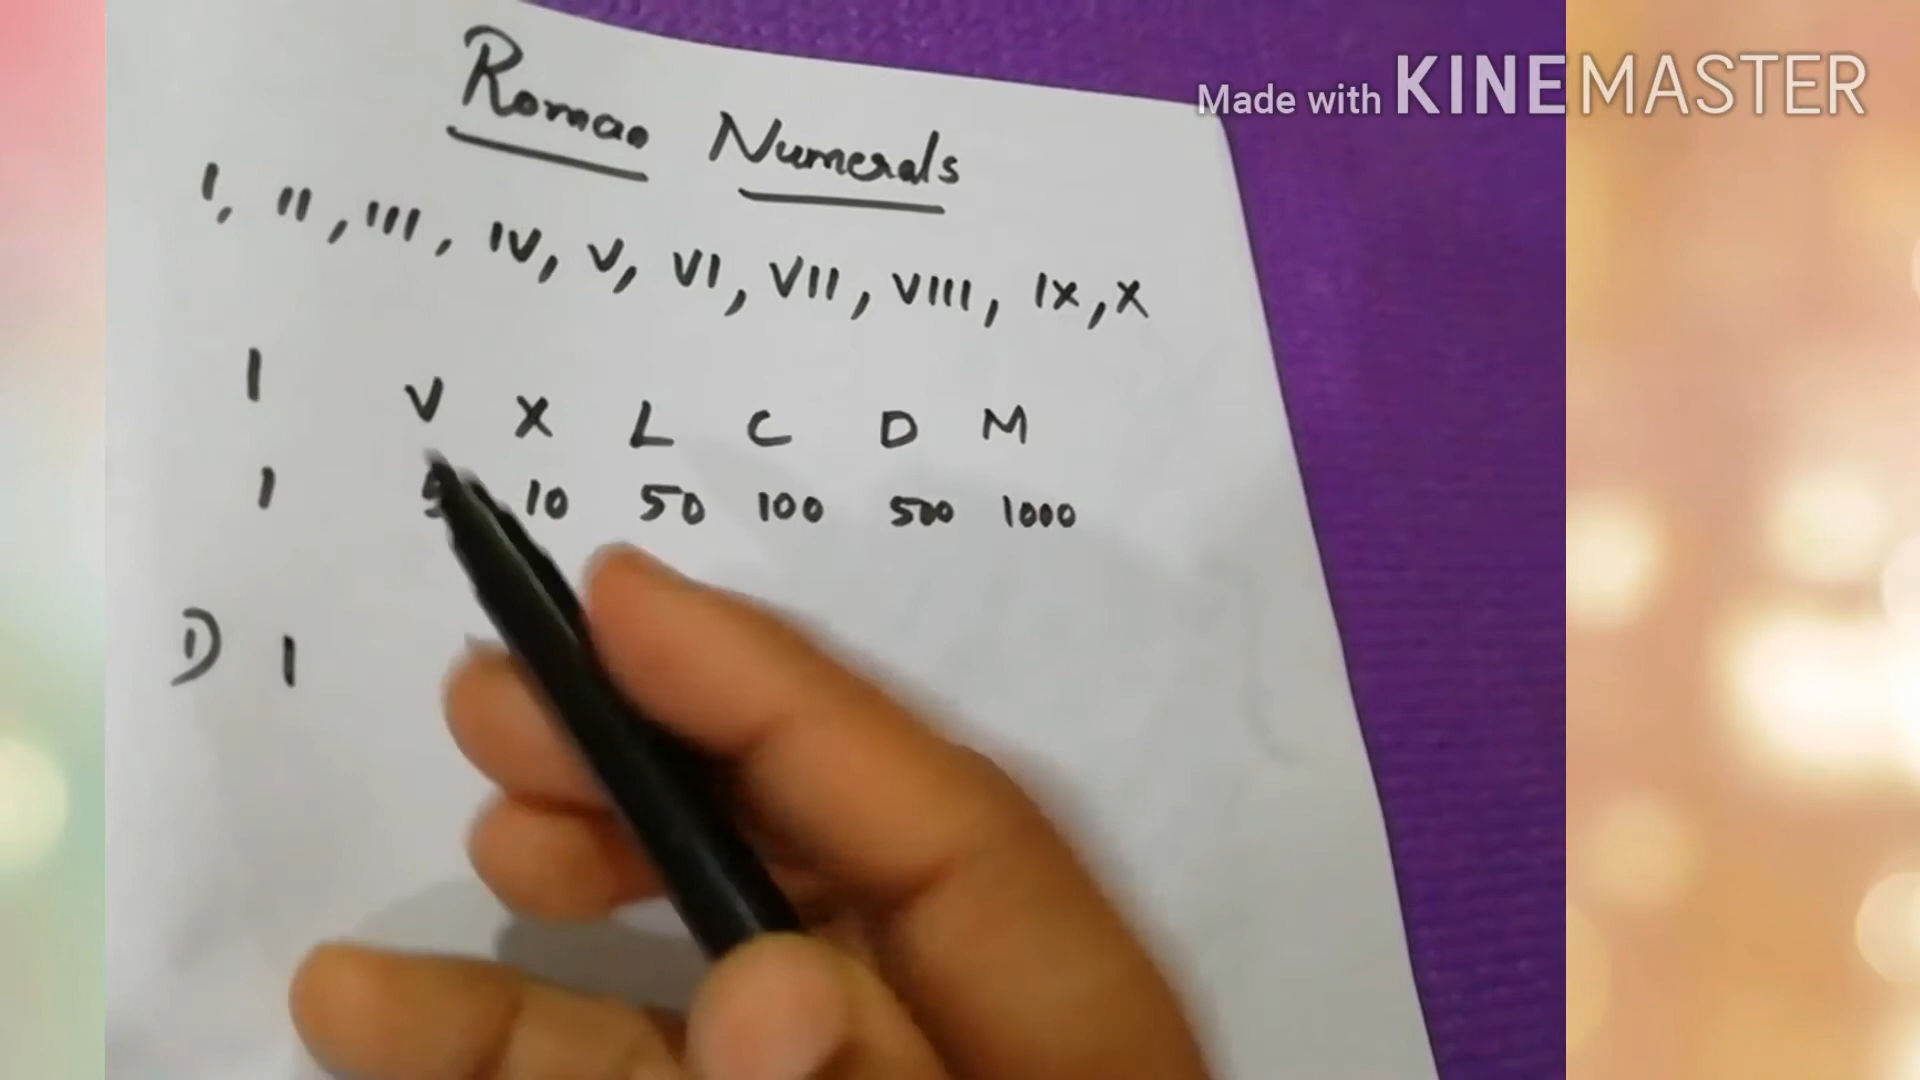 Made with KINEMASTER
Roman Numerals
I, II, III, IV, V, VI, VII, VIII, IX, X
I V X L C D M
1 5 10 50 100 500 1000
1) I